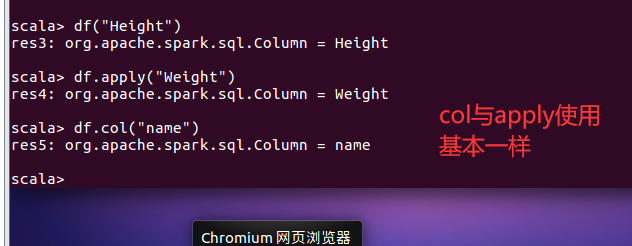 scala> df("Height")
res3: org.apache.spark.sql.Column = Height
scala> df.apply("Weight")
res4: org.apache.spark.sql.Column = Weight
scala> df.col("name")
res5: org.apache.spark.sql.Column = name
scala>
col与apply使用
基本一样
Chromium 网页浏览器